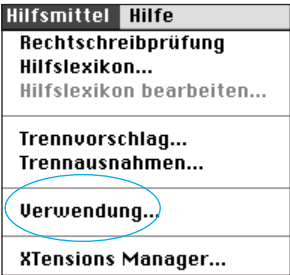 Hilfsmittel Hilfe
Rechtschreibprüfung
Hilfslexikon...
Hilfslexikon bearbeiten...
Trennvorschlag...
Trennausnahmen...
Verwendung...
XTensions Manager...